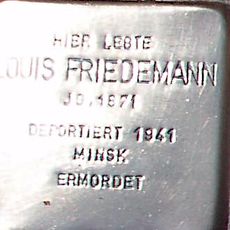 HIER LEBTE
LOUIS FRIEDEMANN
JG.1871
DEPORTIERT 1941
MINSK
ERMORDET